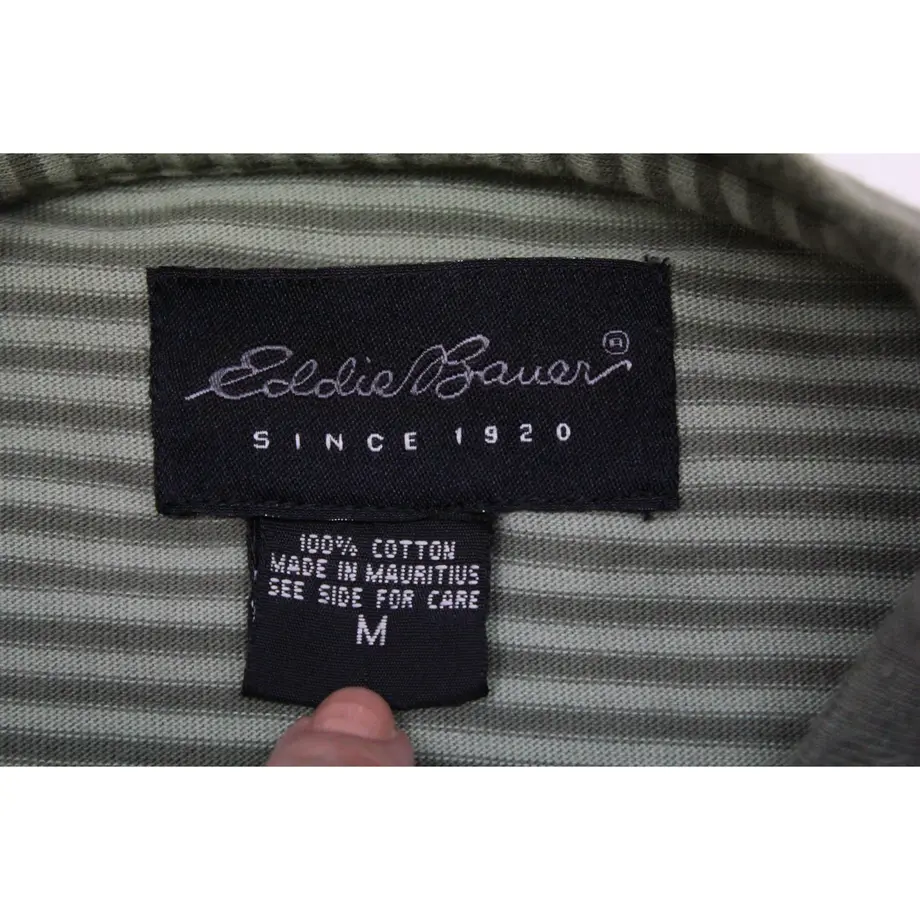 Eddie Bauer®
SINCE 1920
100% COTTON
MADE IN MAURITIUS
SEE SIDE FOR CARE
M